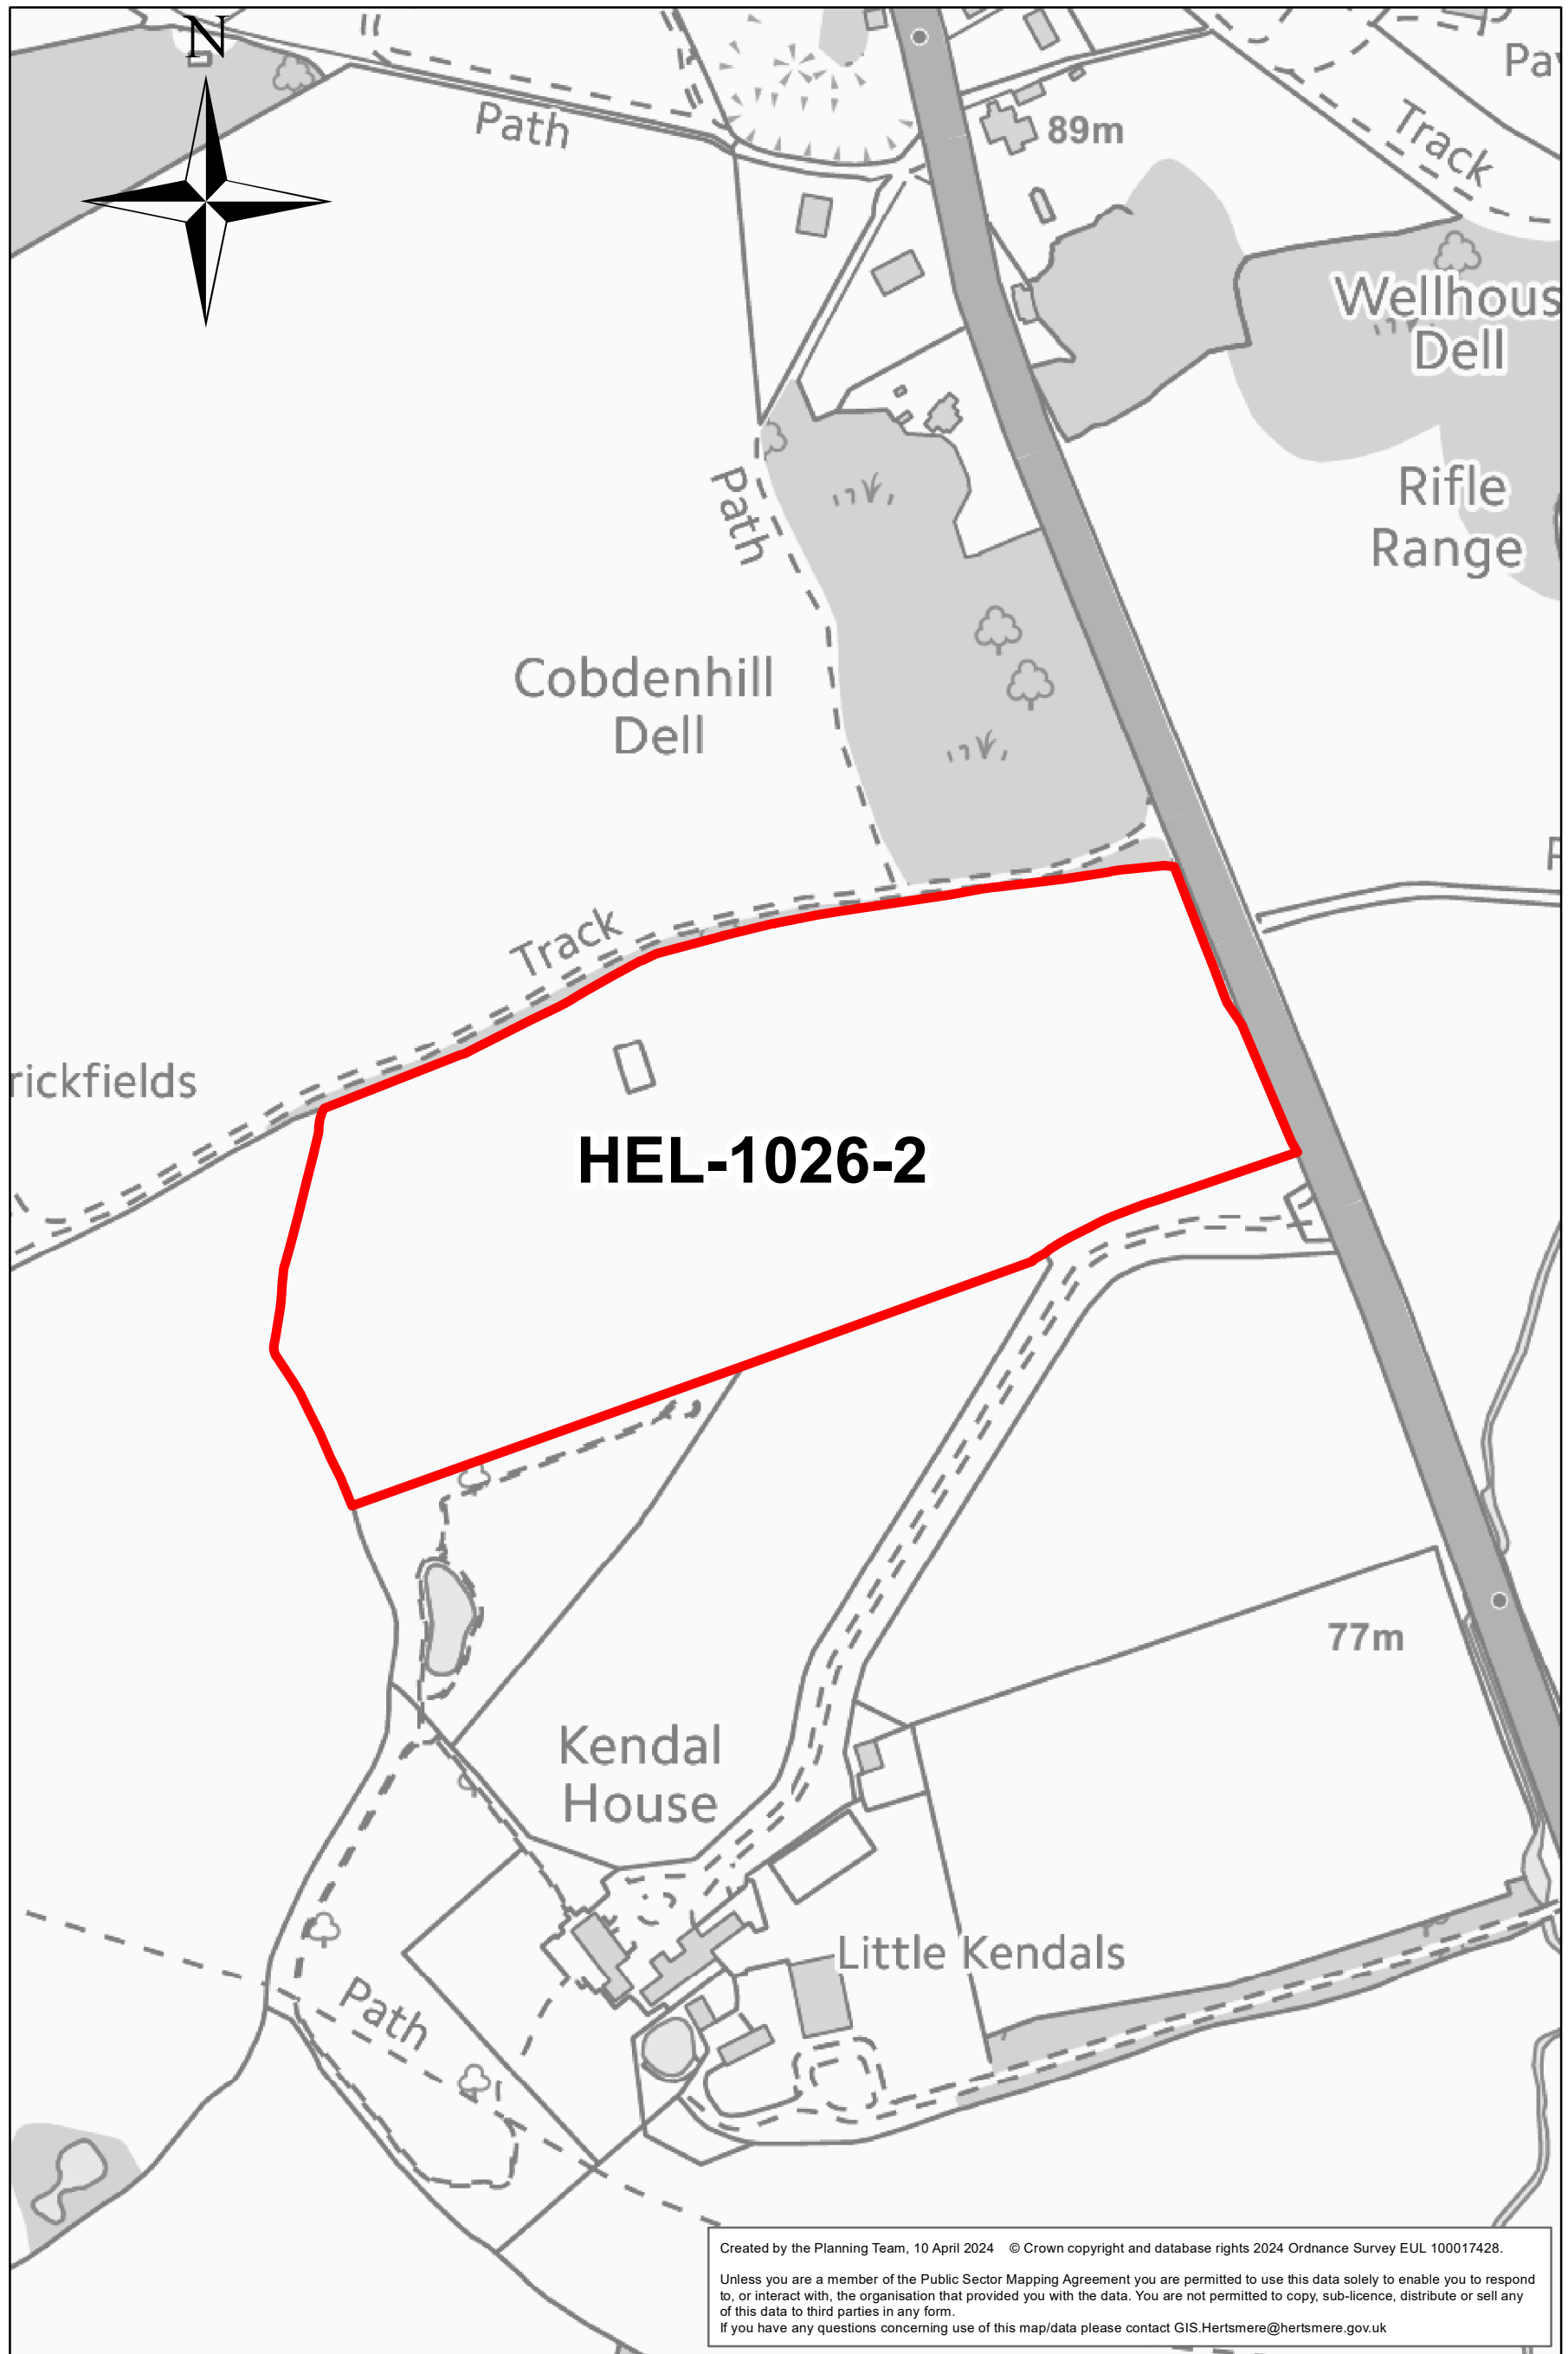 N
Path
89m
Track
Wellhous
Dell
Rifle
Range
Path
Cobdenhill
Dell
Track
rickfields
HEL-1026-2
77m
Kendal
House
Little Kendals
Path
Created by the Planning Team, 10 April 2024 © Crown copyright and database rights 2024 Ordnance Survey EUL 100017428.
Unless you are a member of the Public Sector Mapping Agreement you are permitted to use this data solely to enable you to respond
to, or interact with, the organisation that provided you with the data. You are not permitted to copy, sub-licence, distribute or sell any
of this data to third parties in any form.
If you have any questions concerning use of this map/data please contact GIS.Hertsmere@hertsmere.gov.uk